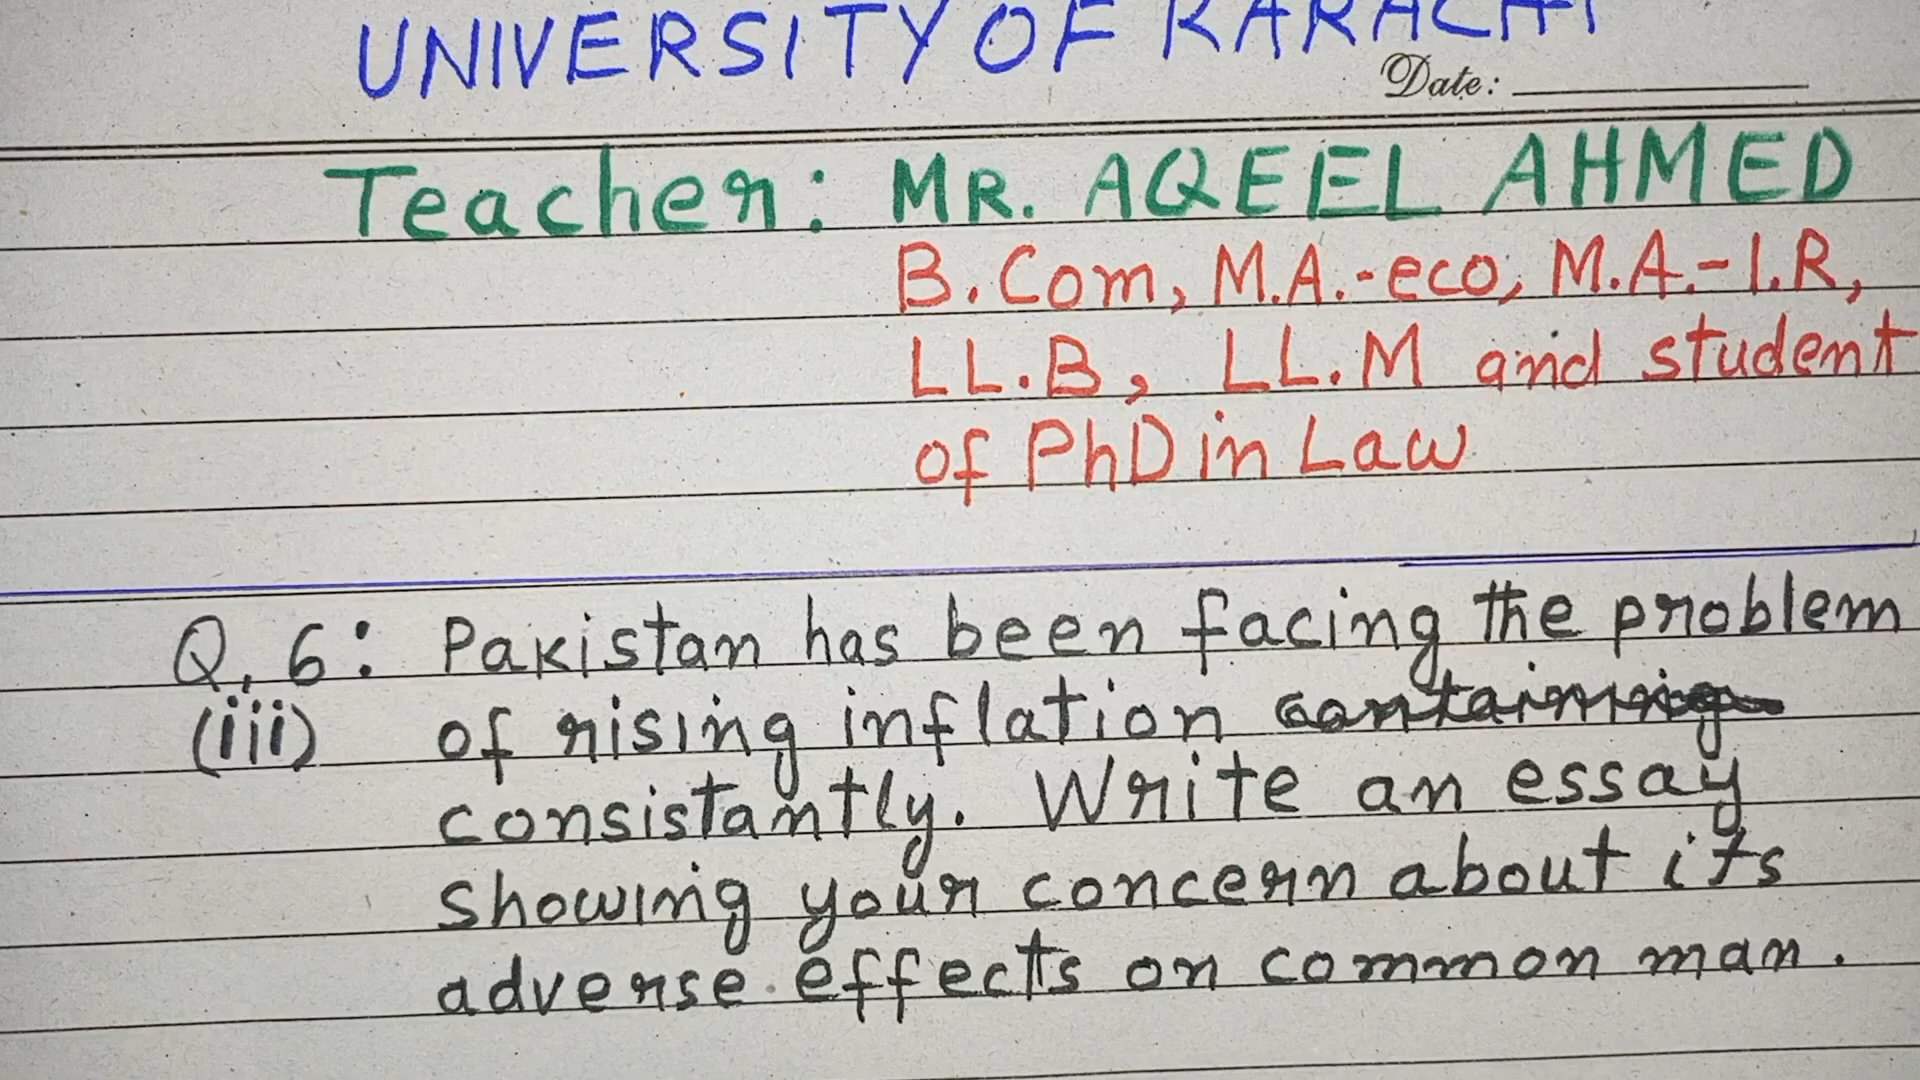 UNIVERSITY OF KARACHI
Date:
Teacher: MR. AQEEL AHMED
B.Com, M.A.-eco, M.A.-I.R,
LL.B, LL.M and student
of PhD in Law
Q.6: Pakistan has been facing the problem
(iii) of rising inflation containing
consistantly. Write an essay
showing your concern about its
adverse effects on common man.